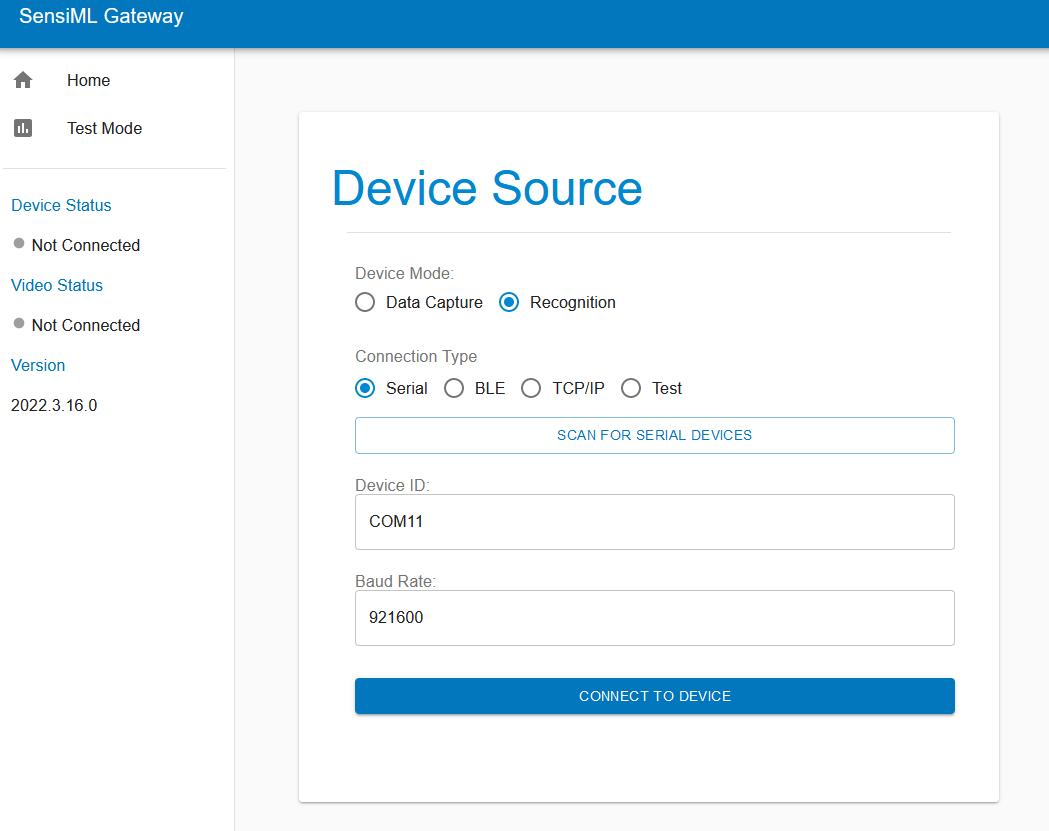 SensiML Gateway
Home
Test Mode
Device Status
Not Connected
Video Status
Not Connected
Version
2022.3.16.0
Device Source
Device Mode:
Data Capture Recognition
Connection Type
Serial BLE TCP/IP Test
SCAN FOR SERIAL DEVICES
Device ID:
COM11
Baud Rate:
921600
CONNECT TO DEVICE